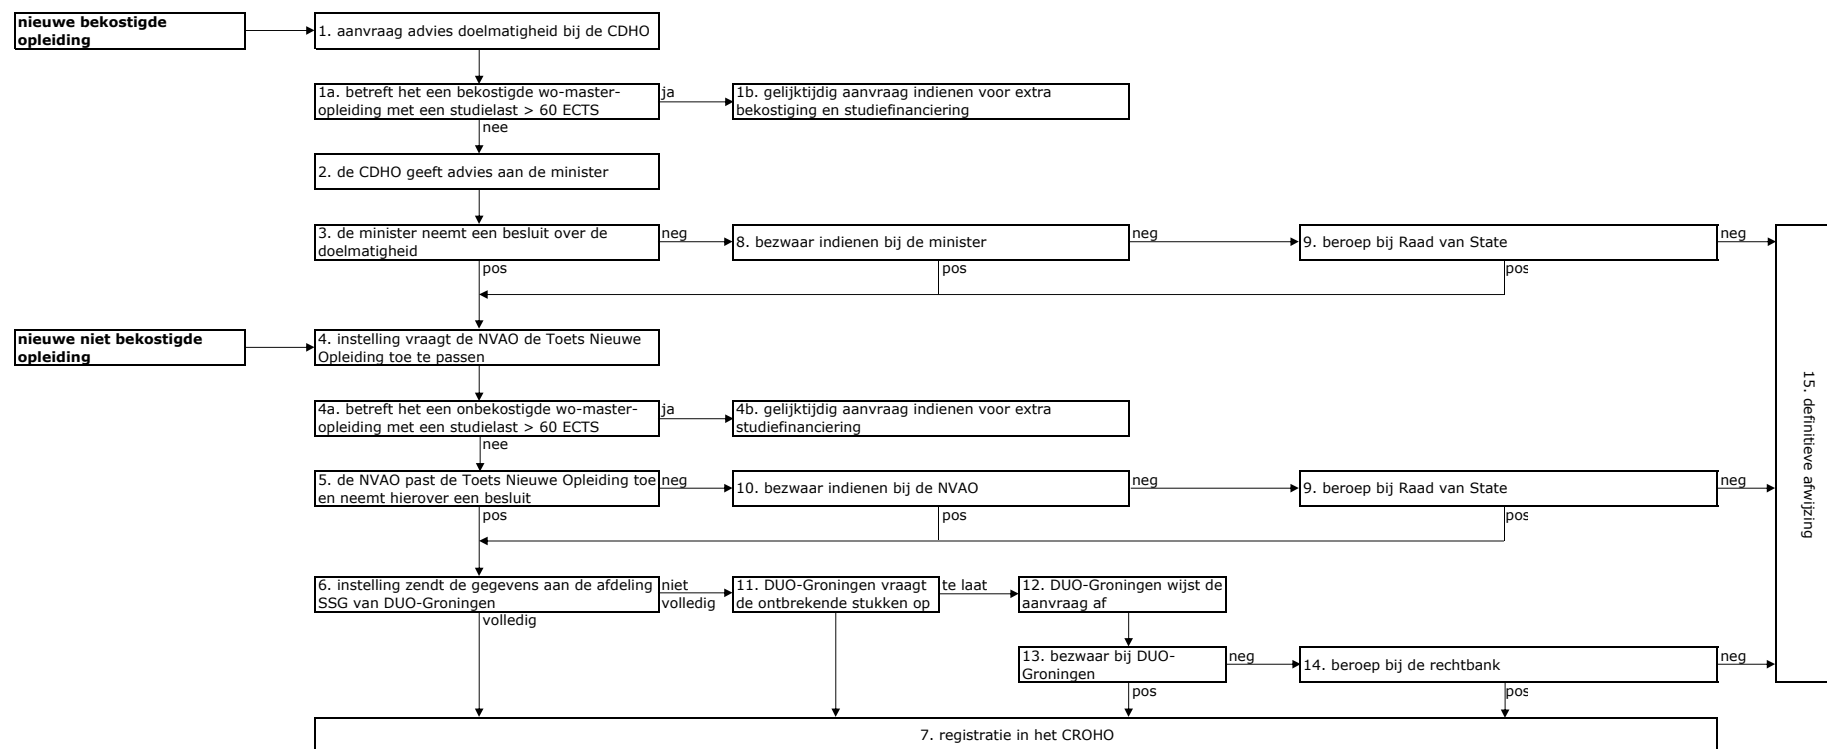 nieuwe bekostigde
opleiding
1. aanvraag advies doelmatigheid bij de CDHO
1a. betreft het een bekostigde wo-master-
opleiding met een studielast > 60 ECTS
ja
1b. gelijktijdig aanvraag indienen voor extra
bekostiging en studiefinanciering
nee
2. de CDHO geeft advies aan de minister
3. de minister neemt een besluit over de
doelmatigheid
neg
8. bezwaar indienen bij de minister
neg
9. beroep bij Raad van State
neg
pos
pos
pos
nieuwe niet bekostigde
opleiding
4. instelling vraagt de NVAO de Toets Nieuwe
Opleiding toe te passen
15. definitieve afwijzing
4a. betreft het een onbekostigde wo-master-
opleiding met een studielast > 60 ECTS
ja
4b. gelijktijdig aanvraag indienen voor extra
studiefinanciering
nee
5. de NVAO past de Toets Nieuwe Opleiding toe
en neemt hierover een besluit
neg
10. bezwaar indienen bij de NVAO
neg
9. beroep bij Raad van State
neg
pos
pos
pos
6. instelling zendt de gegevens aan de afdeling
SSG van DUO-Groningen
niet
volledig
11. DUO-Groningen vraagt
de ontbrekende stukken op
te laat
12. DUO-Groningen wijst de
aanvraag af
volledig
13. bezwaar bij DUO-
Groningen
neg
14. beroep bij de rechtbank
neg
pos
pos
7. registratie in het CROHO